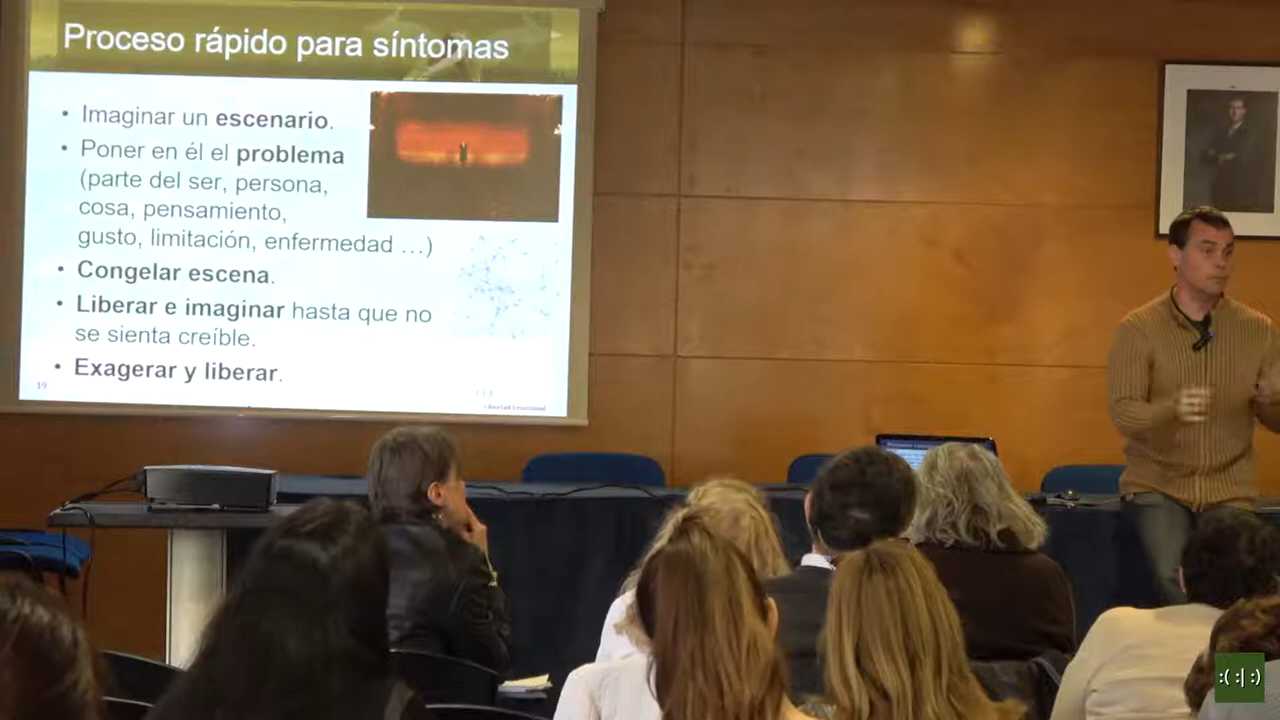 Proceso rápido para síntomas
• Imaginar un escenario.
• Poner en él el problema
(parte del ser, persona,
cosa, pensamiento,
gusto, limitación, enfermedad ...)
• Congelar escena.
• Liberar e imaginar hasta que no
se sienta creíble.
• Exagerar y liberar.
19
:( :| :)